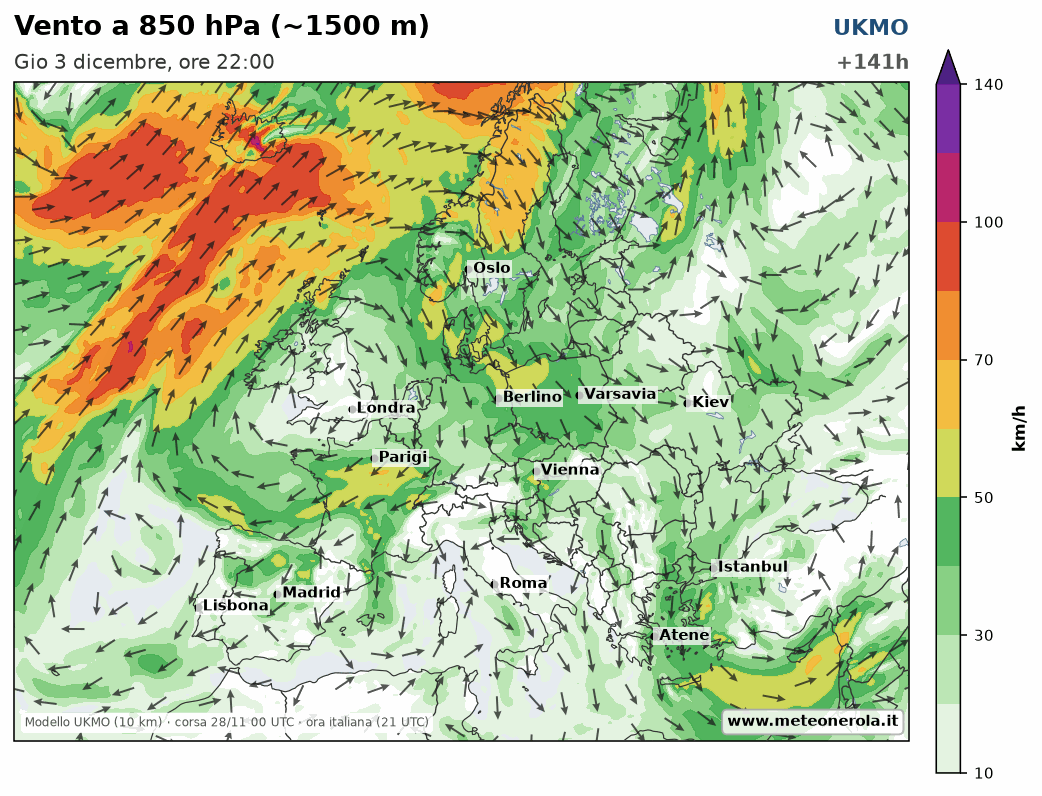 Vento a 850 hPa (~1500 m)
UKMO
Gio 3 dicembre, ore 22:00
+141h
140
100
70
50
30
10
km/h
Oslo
Berlino
Varsavia
Kiev
Londra
Parigi
Vienna
Istanbul
Roma
Madrid
Lisbona
Atene
Modello UKMO (10 km) · corsa 28/11 00 UTC · ora italiana (21 UTC)
www.meteonerola.it